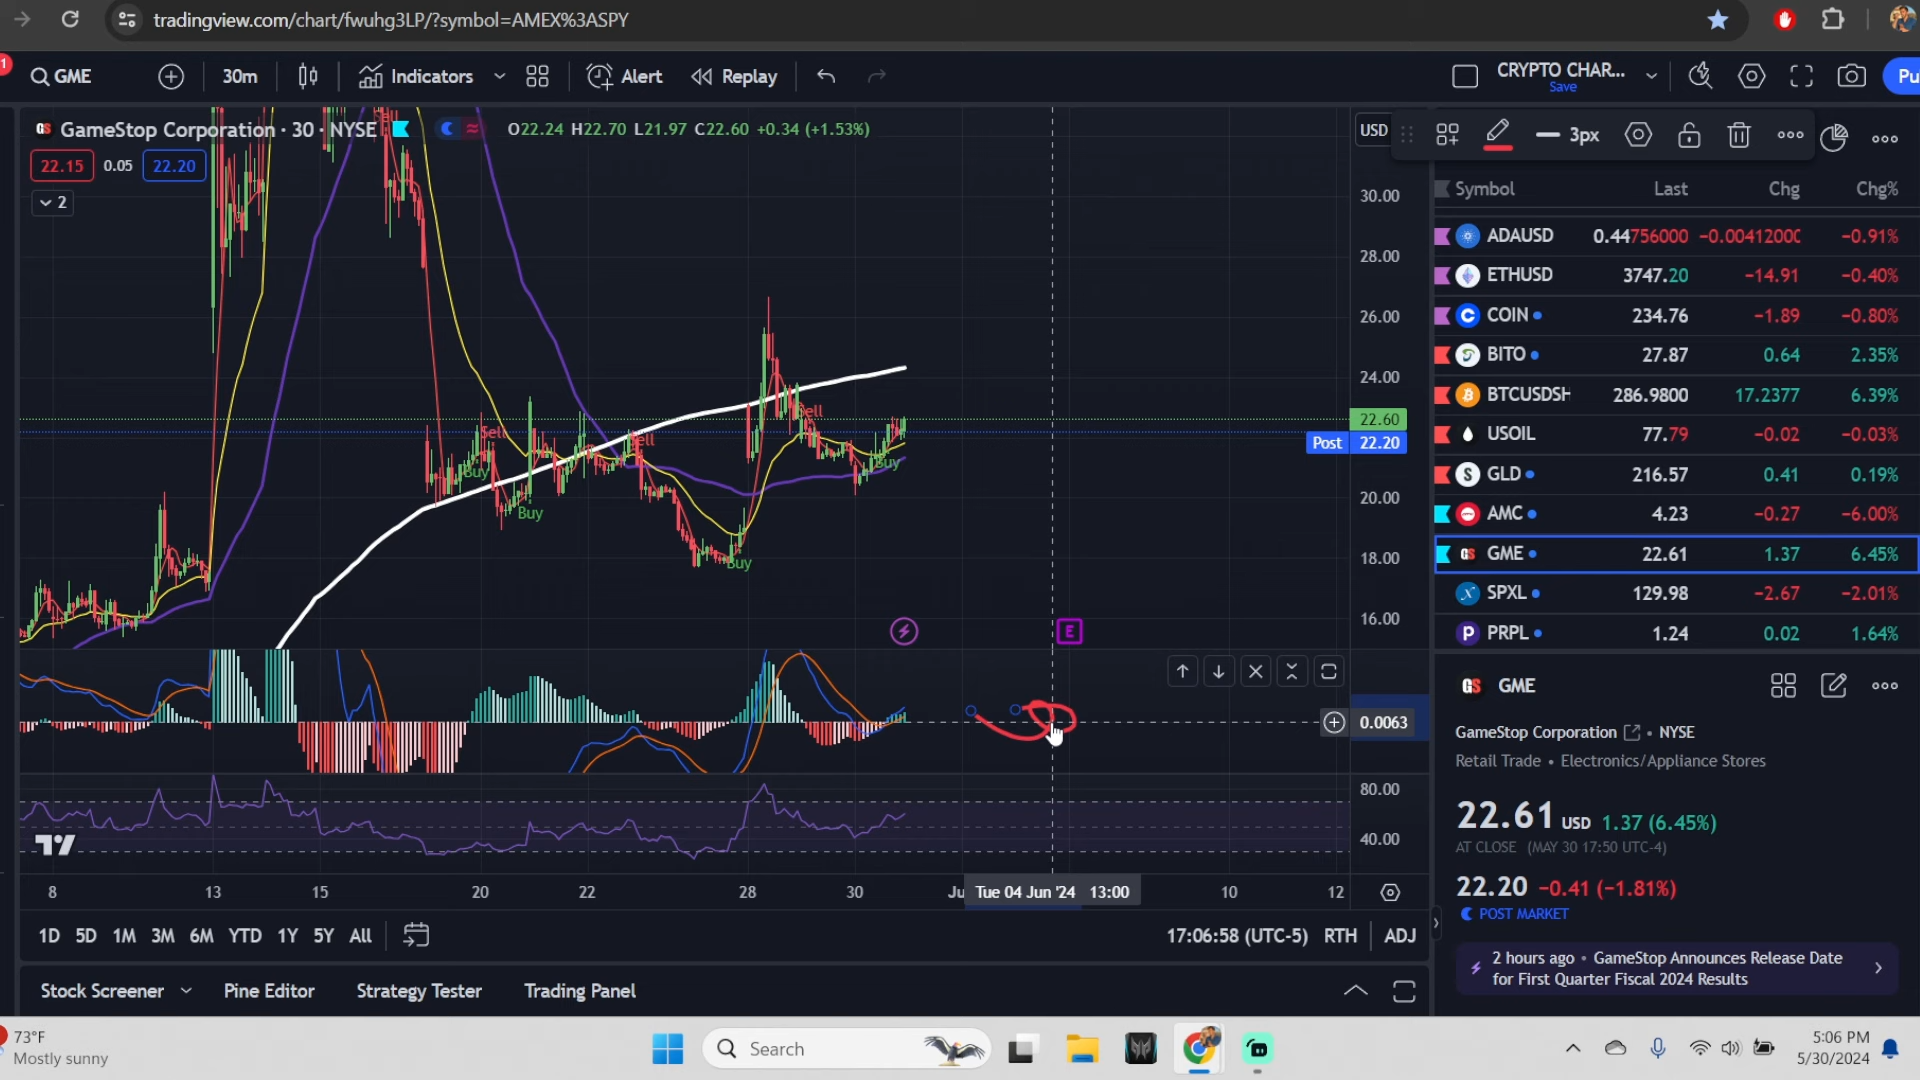 tradingview.com/chart/fwuhg3LP/?symbol=AMEX%3ASPY
1
GME 30m Indicators Alert Replay CRYPTO CHAR... Save Pu
GameStop Corporation · 30 · NYSE O22.24 H22.70 L21.97 C22.60 +0.34 (+1.53%)
22.15 0.05 22.20
2
USD
3px
30.00
28.00
26.00
24.00
22.60
Post 22.20
20.00
18.00
16.00
Sell
Sell
Buy
Buy
Sell
Buy
Sell
Buy
E
0.0063
80.00
40.00
8 13 15 20 22 28 30 Ju Tue 04 Jun '24 13:00 10 12
1D 5D 1M 3M 6M YTD 1Y 5Y All 17:06:58 (UTC-5) RTH ADJ
Stock Screener Pine Editor Strategy Tester Trading Panel
Symbol Last Chg Chg%
ADAUSD 0.44756000 −0.00412000 −0.91%
ETHUSD 3747.20 −14.91 −0.40%
COIN 234.76 −1.89 −0.80%
BITO 27.87 0.64 2.35%
BTCUSDSH 286.9800 17.2377 6.39%
USOIL 77.79 −0.02 −0.03%
GLD 216.57 0.41 0.19%
AMC 4.23 −0.27 −6.00%
GME 22.61 1.37 6.45%
SPXL 129.98 −2.67 −2.01%
PRPL 1.24 0.02 1.64%
GME
GameStop Corporation • NYSE
Retail Trade • Electronics/Appliance Stores
22.61 USD 1.37 (6.45%)
AT CLOSE (MAY 30 17:50 UTC-4)
22.20 −0.41 (−1.81%)
POST MARKET
2 hours ago • GameStop Announces Release Date
for First Quarter Fiscal 2024 Results
73°F
Mostly sunny
Search
5:06 PM
5/30/2024